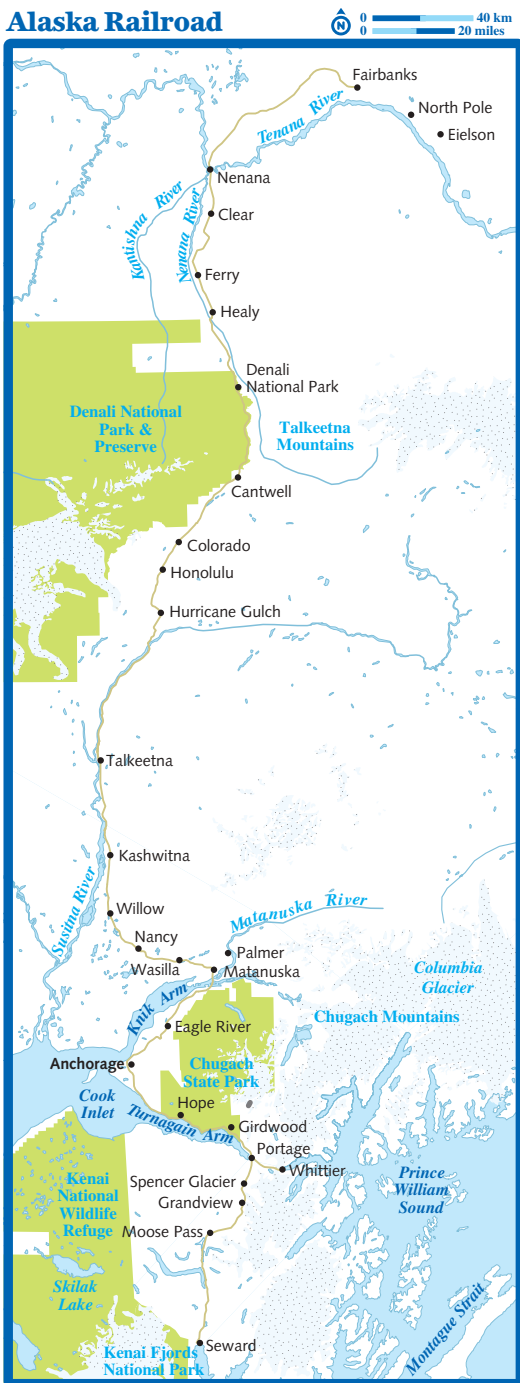 Alaska Railroad
N
0 40 km
0 20 miles
Fairbanks
North Pole
Tenana River
Eielson
Nenana
Kantishna River
Nenana River
Clear
Ferry
Healy
Denali
National Park
Denali National
Park &
Preserve
Talkeetna
Mountains
Cantwell
Colorado
Honolulu
Hurricane Gulch
Talkeetna
Kashwitna
Susitna River
Willow
Matanuska River
Nancy
Palmer
Wasilla
Matanuska
Columbia
Glacier
Knik Arm
Chugach Mountains
Eagle River
Anchorage
Chugach
State Park
Cook
Inlet
Hope
Turnagain Arm
Girdwood
Portage
Whittier
Prince
William
Sound
Kenai
National
Wildlife
Refuge
Spencer Glacier
Grandview
Moose Pass
Skilak
Lake
Montague Strait
Seward
Kenai Fjords
National Park